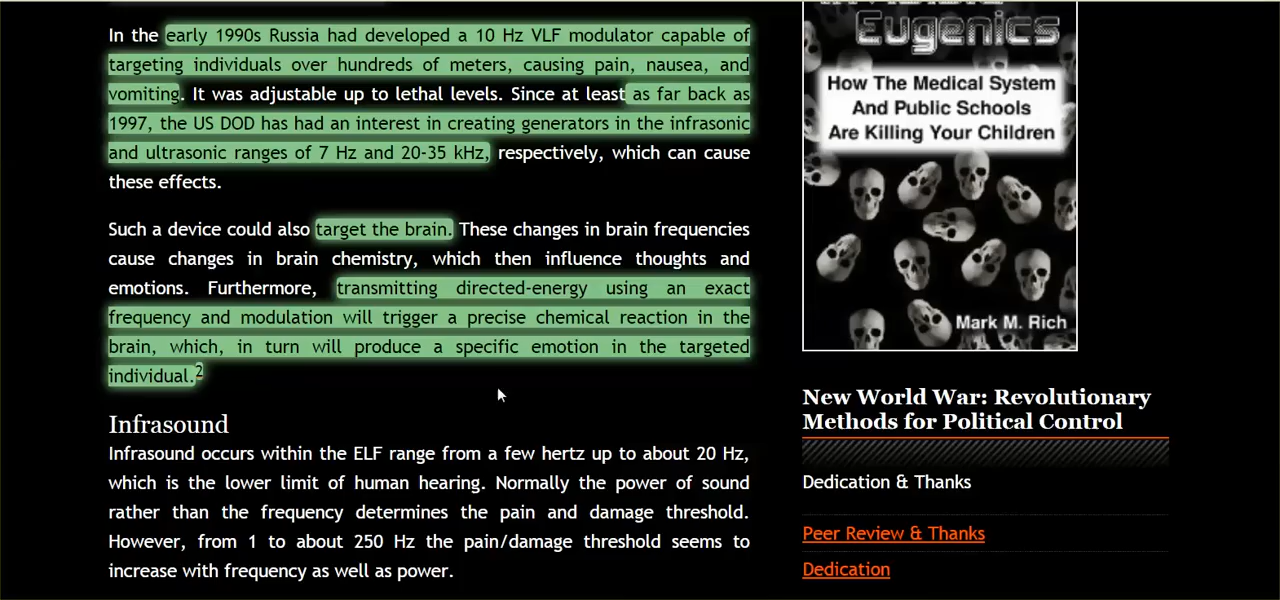 In the early 1990s Russia had developed a 10 Hz VLF modulator capable of
targeting individuals over hundreds of meters, causing pain, nausea, and
vomiting. It was adjustable up to lethal levels. Since at least as far back as
1997, the US DOD has had an interest in creating generators in the infrasonic
and ultrasonic ranges of 7 Hz and 20-35 kHz, respectively, which can cause
these effects.
Such a device could also target the brain. These changes in brain frequencies
cause changes in brain chemistry, which then influence thoughts and
emotions. Furthermore, transmitting directed-energy using an exact
frequency and modulation will trigger a precise chemical reaction in the
brain, which, in turn will produce a specific emotion in the targeted
individual.2
Infrasound
Infrasound occurs within the ELF range from a few hertz up to about 20 Hz,
which is the lower limit of human hearing. Normally the power of sound
rather than the frequency determines the pain and damage threshold.
However, from 1 to about 250 Hz the pain/damage threshold seems to
increase with frequency as well as power.
Eugenics
How The Medical System
And Public Schools
Are Killing Your Children
Mark M. Rich
New World War: Revolutionary
Methods for Political Control
Dedication & Thanks
Peer Review & Thanks
Dedication